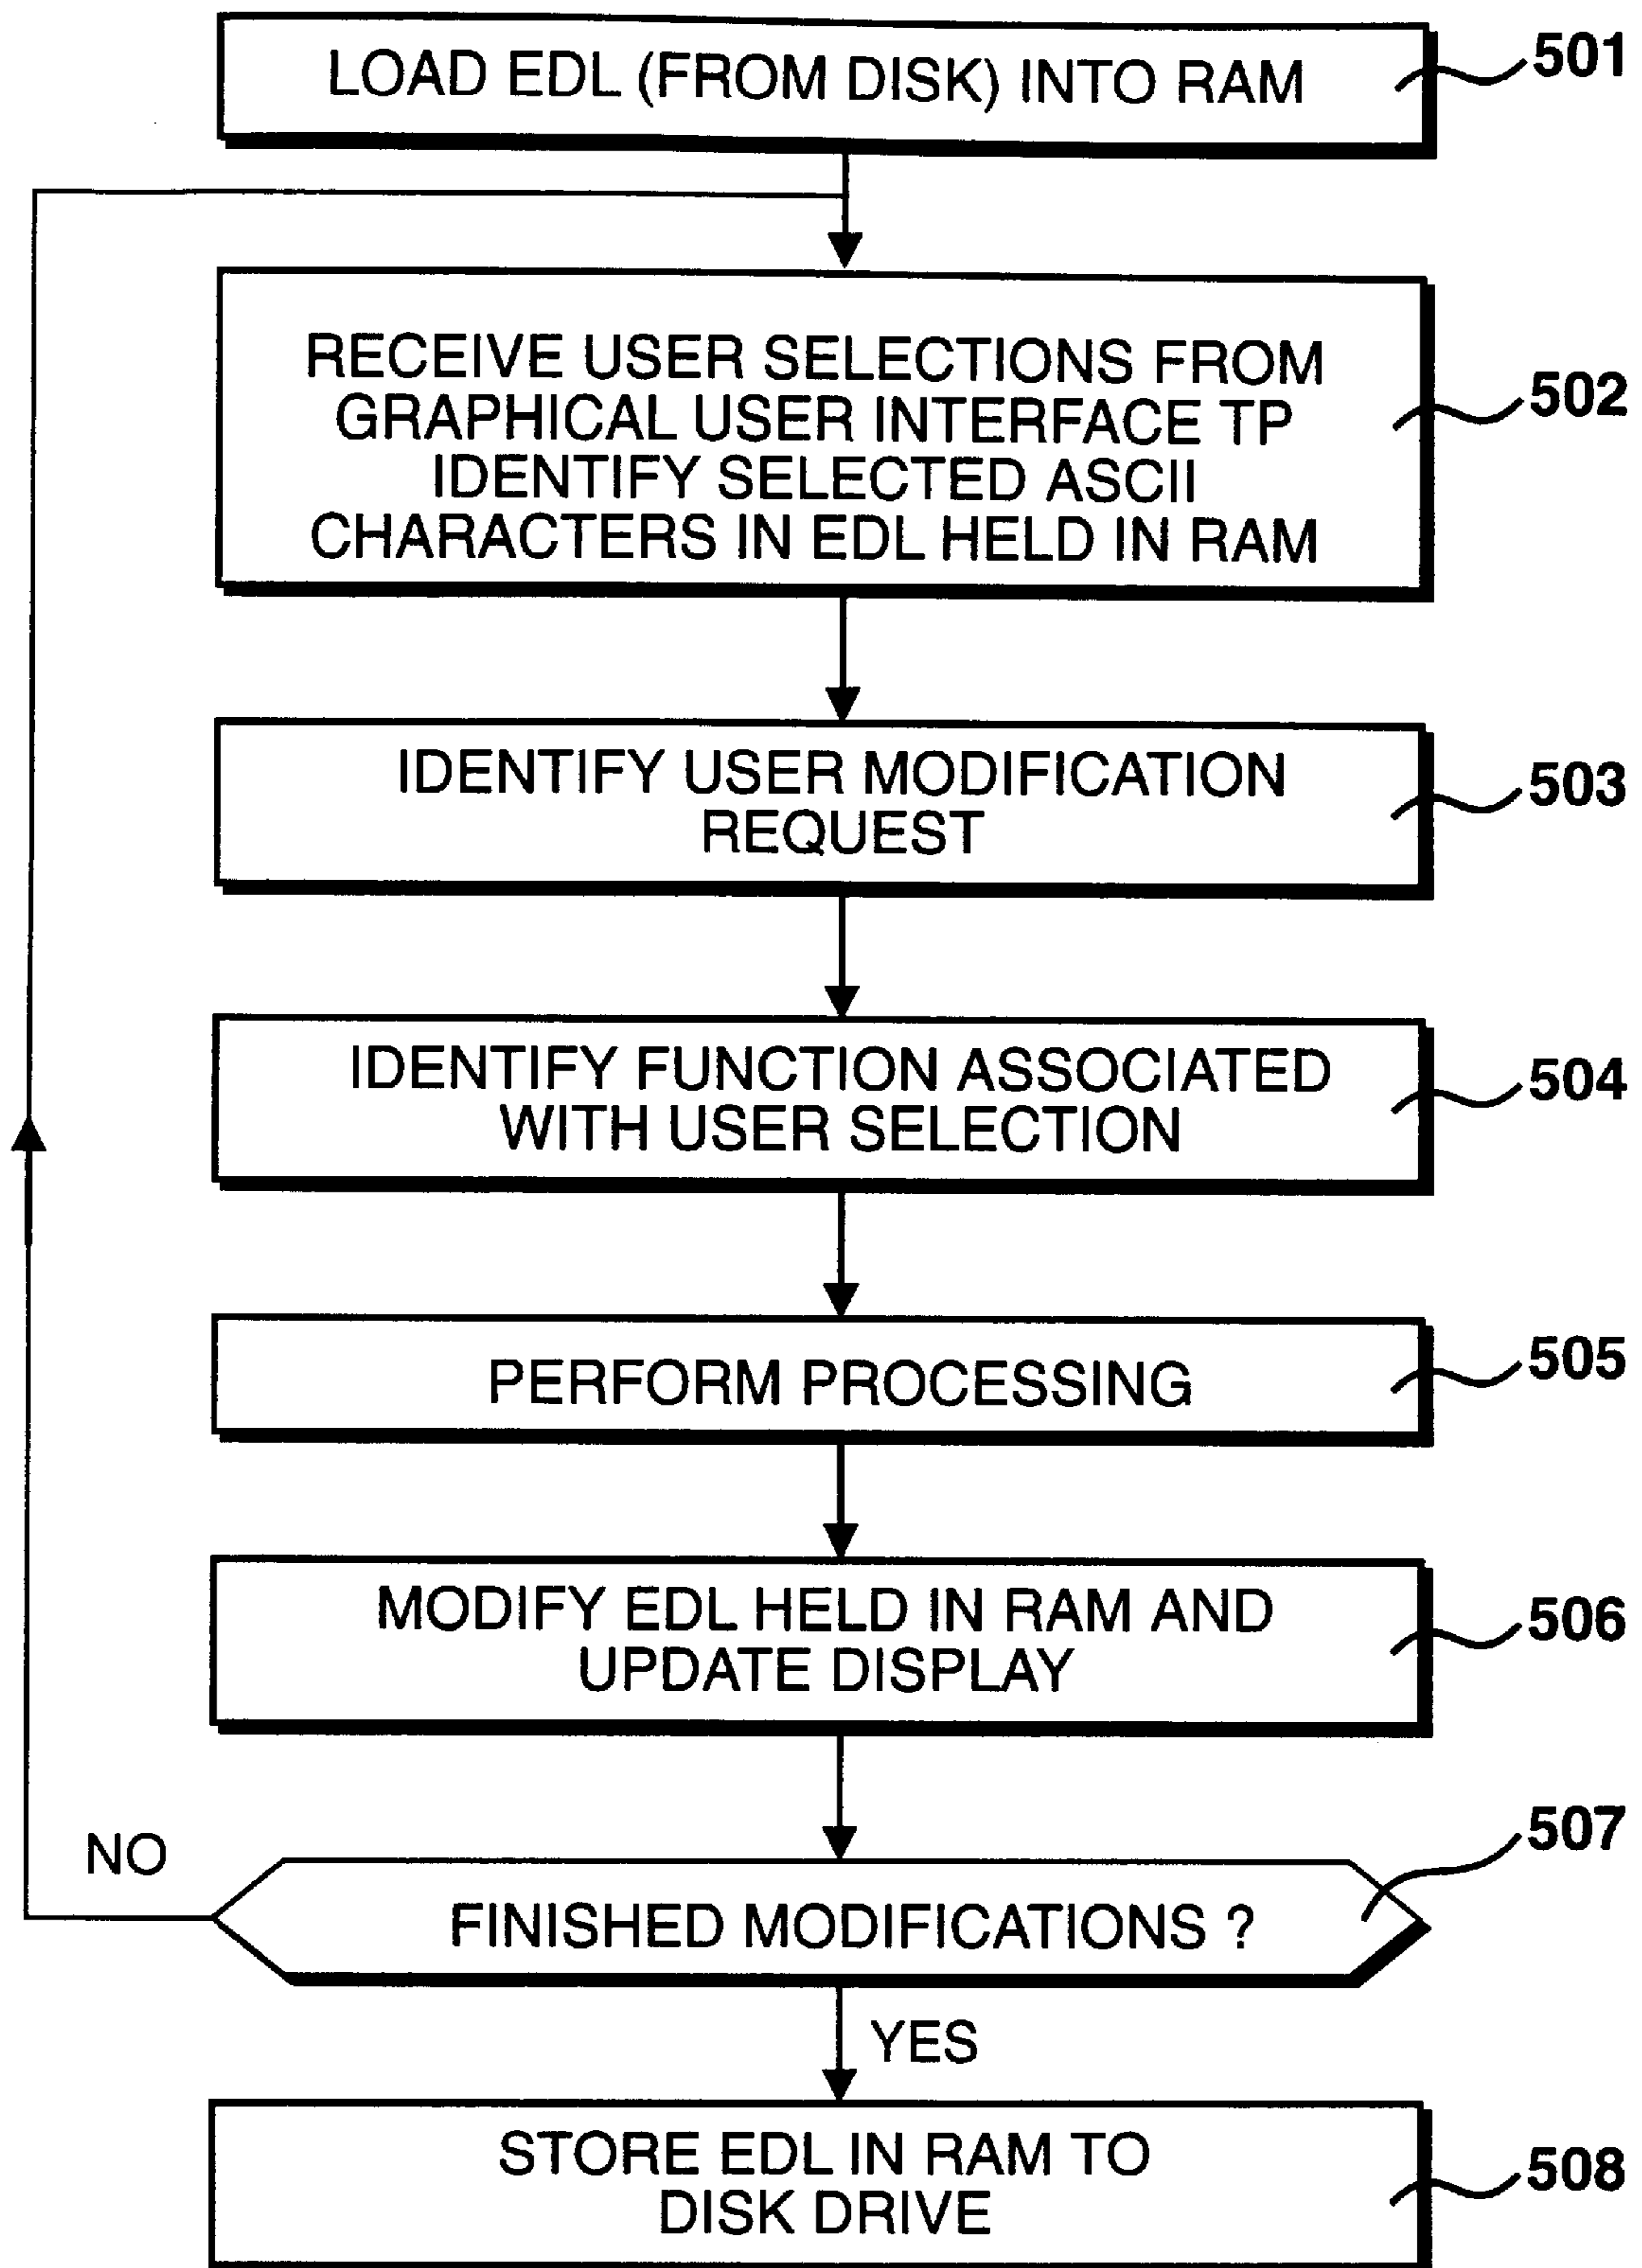 LOAD EDL (FROM DISK) INTO RAM
501
RECEIVE USER SELECTIONS FROM
GRAPHICAL USER INTERFACE TP
IDENTIFY SELECTED ASCII
CHARACTERS IN EDL HELD IN RAM
502
IDENTIFY USER MODIFICATION
REQUEST
503
IDENTIFY FUNCTION ASSOCIATED
WITH USER SELECTION
504
PERFORM PROCESSING
505
MODIFY EDL HELD IN RAM AND
UPDATE DISPLAY
506
NO
FINISHED MODIFICATIONS ?
507
YES
STORE EDL IN RAM TO
DISK DRIVE
508